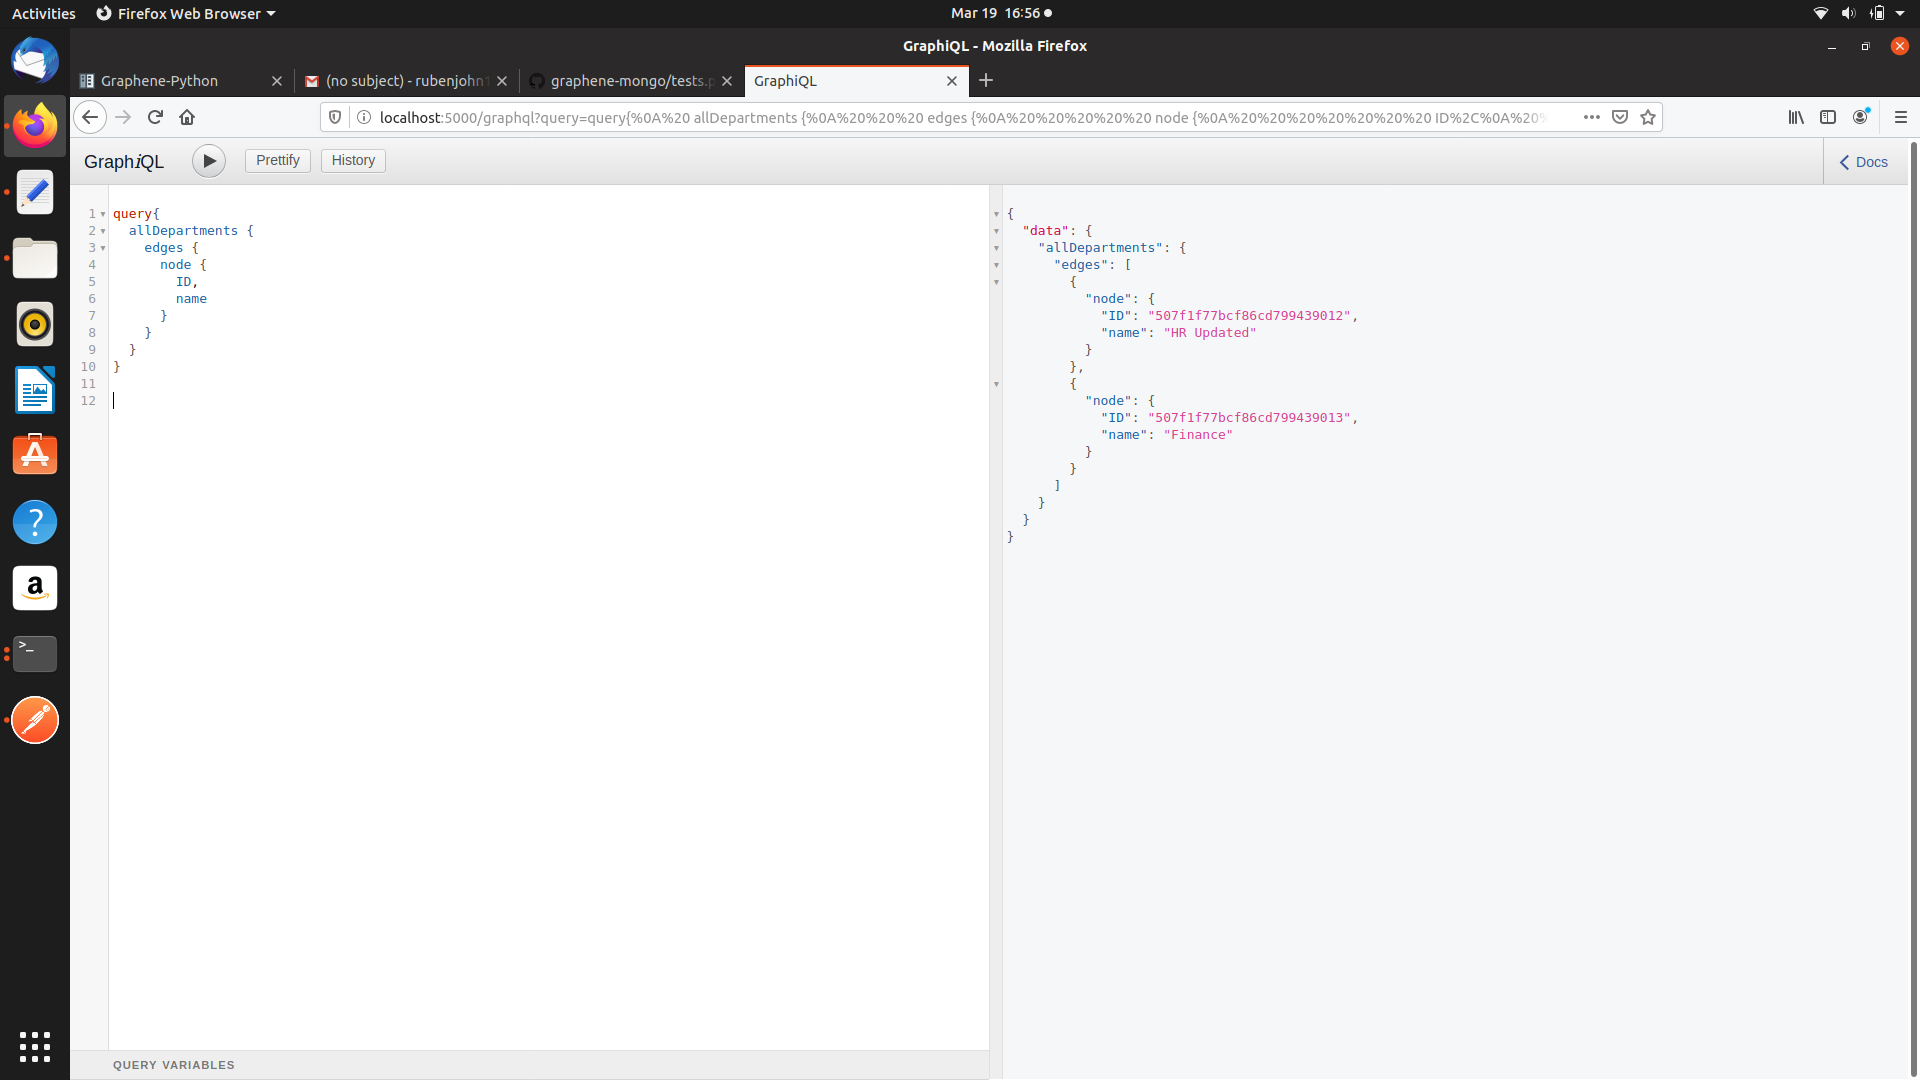 Activities Firefox Web Browser Mar 19 16:56
GraphiQL - Mozilla Firefox
Graphene-Python (no subject) - rubenjohn graphene-mongo/tests.p GraphiQL
localhost:5000/graphql?query=query{%0A%20 allDepartments {%0A%20%20%20 edges {%0A%20%20%20%20%20 node {%0A%20%20%20%20%20%20%20 ID%2C%0A%20%
GraphiQL Prettify History Docs
1 query{
2   allDepartments {
3     edges {
4       node {
5         ID,
6         name
7       }
8     }
9   }
10 }
11
12
{
  "data": {
    "allDepartments": {
      "edges": [
        {
          "node": {
            "ID": "507f1f77bcf86cd799439012",
            "name": "HR Updated"
          }
        },
        {
          "node": {
            "ID": "507f1f77bcf86cd799439013",
            "name": "Finance"
          }
        }
      ]
    }
  }
}
QUERY VARIABLES